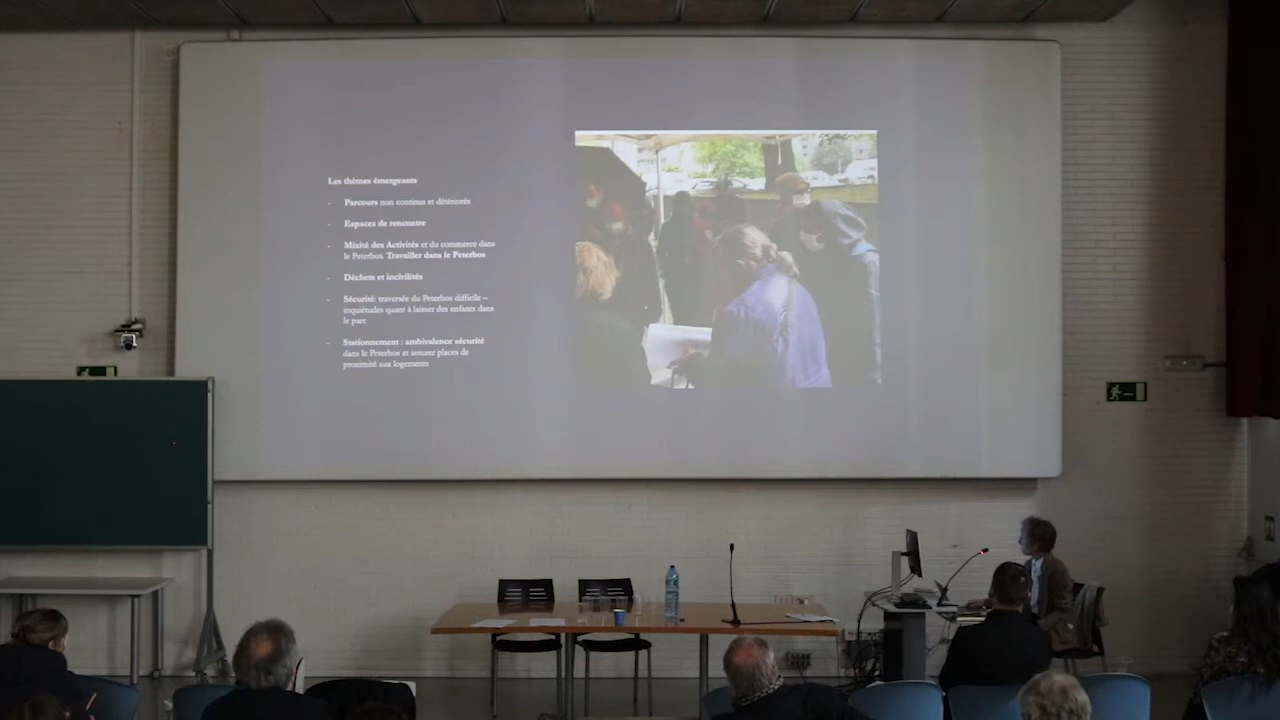 Les thèmes émergeants
- Parcours non continus et détériorés
- Espaces de rencontre
- Mixité des Activités et du commerce dans
le Peterbos. Travailler dans le Peterbos
- Déchets et incivilités
- Sécurité: traversée du Peterbos difficile –
inquiétudes quant à laisser des enfants dans
le parc
- Stationnement : ambivalence sécurité
dans le Peterbos et assurer places de
proximité aux logements